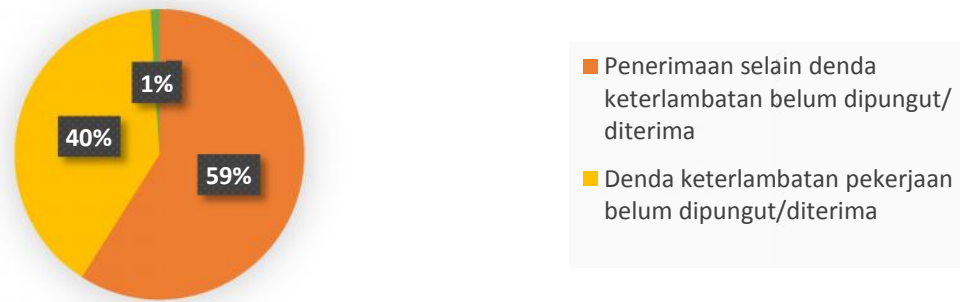 1%
40%
59%
Penerimaan selain denda
keterlambatan belum dipungut/
diterima
Denda keterlambatan pekerjaan
belum dipungut/diterima